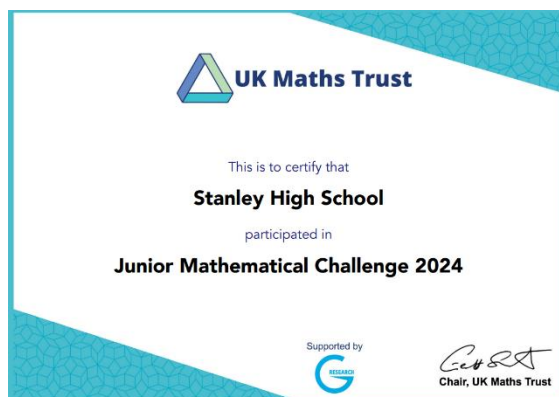 UK Maths Trust
This is to certify that
Stanley High School
participated in
Junior Mathematical Challenge 2024
Supported by
G
RESEARCH
Chair, UK Maths Trust